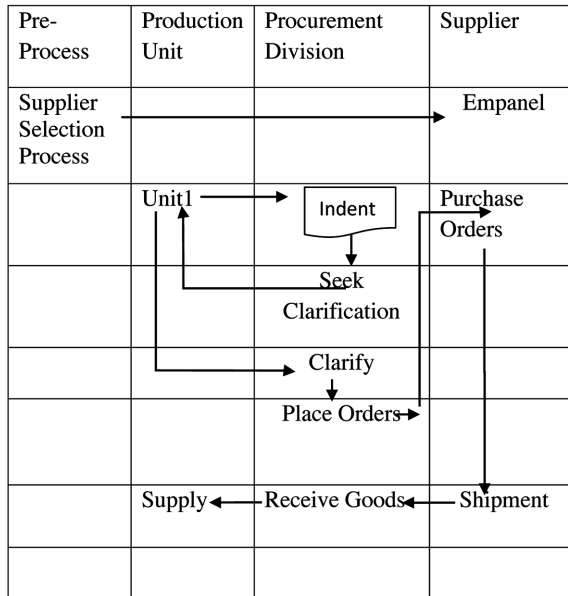 Pre-
Process
Production
Unit
Procurement
Division
Supplier
Supplier
Selection
Process
Empanel
Unit1
Indent
Purchase
Orders
Seek
Clarification
Clarify
Place Orders
Supply
Receive Goods
Shipment